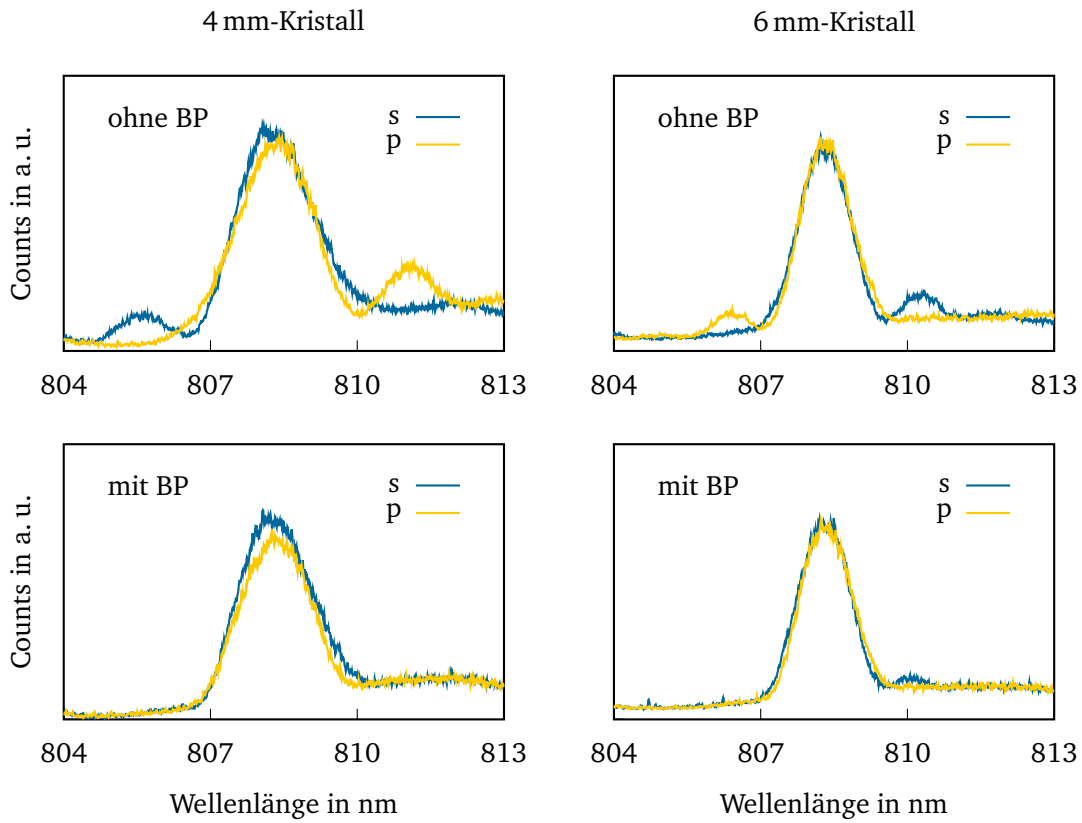 4 mm-Kristall
6 mm-Kristall
Counts in a. u.
ohne BP
s
p
804
807
810
813
ohne BP
s
p
804
807
810
813
Counts in a. u.
mit BP
s
p
804
807
810
813
Wellenlänge in nm
mit BP
s
p
804
807
810
813
Wellenlänge in nm